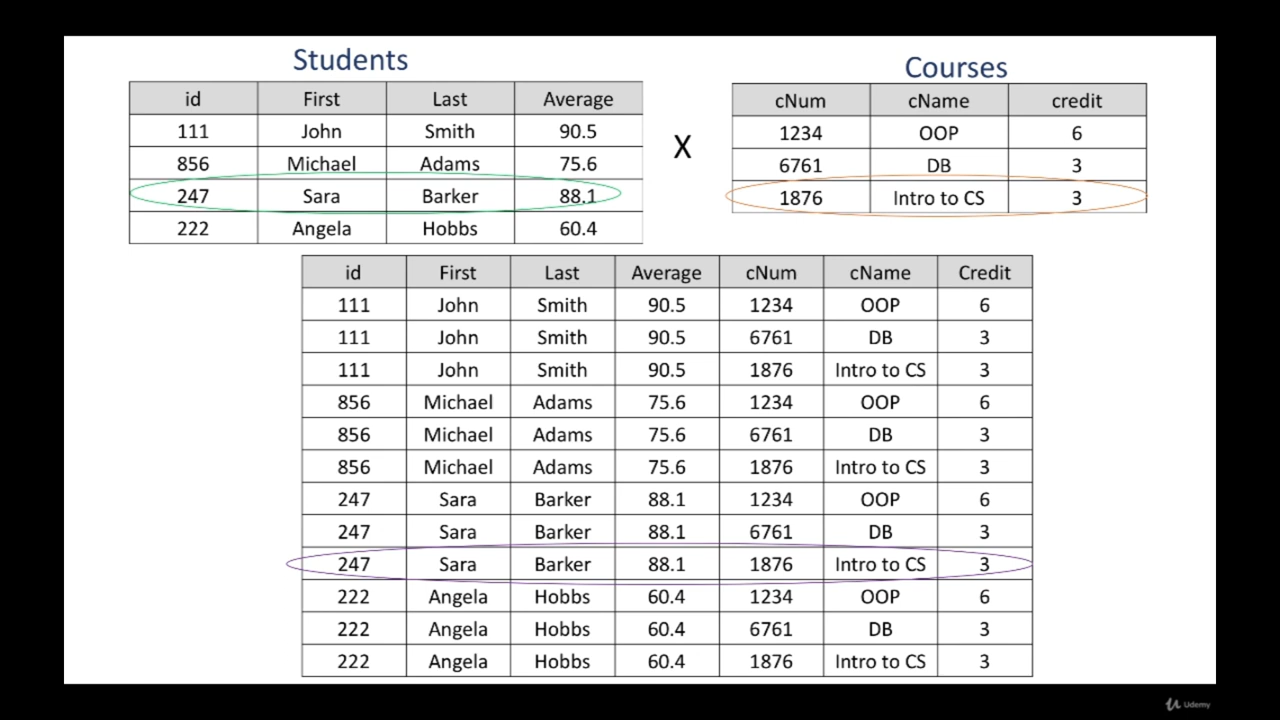 Students
id First Last Average
111 John Smith 90.5
856 Michael Adams 75.6
247 Sara Barker 88.1
222 Angela Hobbs 60.4
X
Courses
cNum cName credit
1234 OOP 6
6761 DB 3
1876 Intro to CS 3
id First Last Average cNum cName Credit
111 John Smith 90.5 1234 OOP 6
111 John Smith 90.5 6761 DB 3
111 John Smith 90.5 1876 Intro to CS 3
856 Michael Adams 75.6 1234 OOP 6
856 Michael Adams 75.6 6761 DB 3
856 Michael Adams 75.6 1876 Intro to CS 3
247 Sara Barker 88.1 1234 OOP 6
247 Sara Barker 88.1 6761 DB 3
247 Sara Barker 88.1 1876 Intro to CS 3
222 Angela Hobbs 60.4 1234 OOP 6
222 Angela Hobbs 60.4 6761 DB 3
222 Angela Hobbs 60.4 1876 Intro to CS 3
Udemy